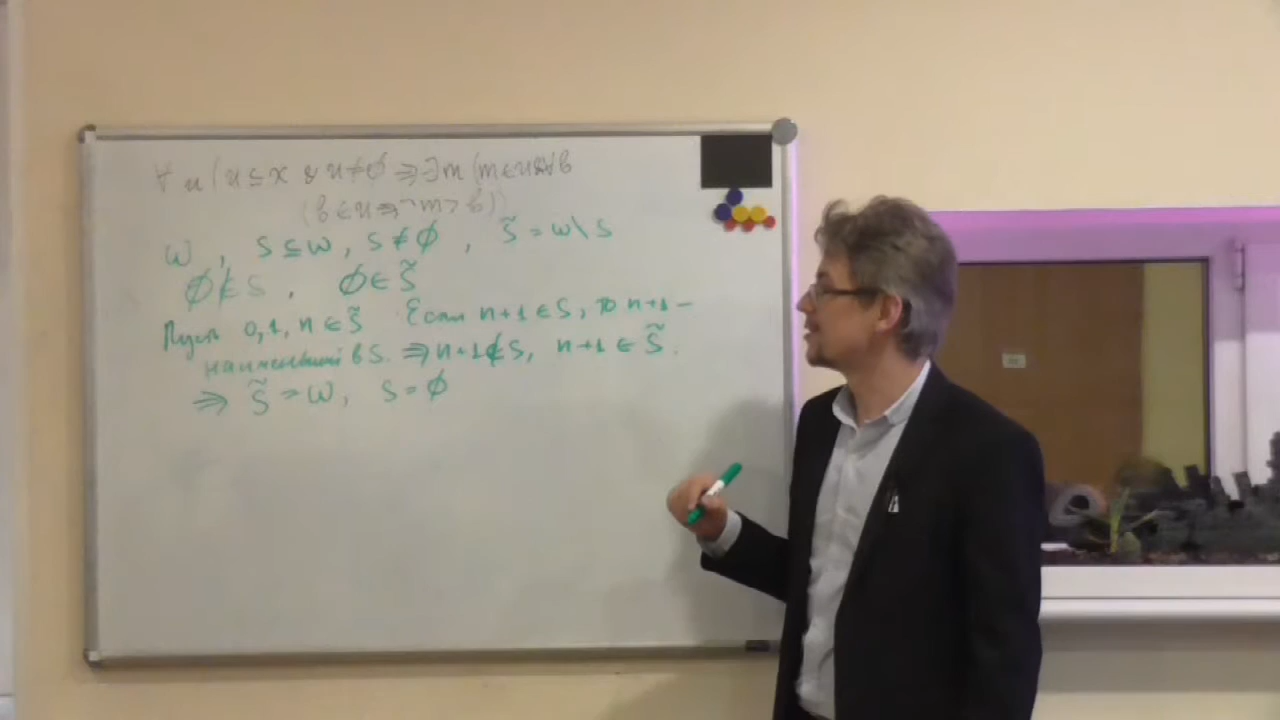 ∀u(u⊆x & u≠∅ ⇒ ∃m(m∈u & ∀b
(b∈u ⇒ ¬m>b))
ω, S⊆ω, S≠∅, S̃=ω\S
∅∉S, ∅∈S̃
Пусть 0,1,n∈S̃ Если n+1∈S, то n+1 –
наименьший в S. ⇒ n+1∉S, n+1∈S̃.
⇒ S̃=ω, S=∅